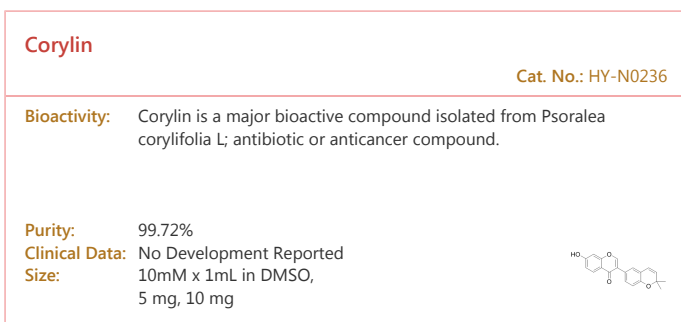 Corylin
Cat. No.: HY-N0236
Bioactivity: Corylin is a major bioactive compound isolated from Psoralea
corylifolia L; antibiotic or anticancer compound.
Purity: 99.72%
Clinical Data: No Development Reported
Size: 10mM x 1mL in DMSO,
5 mg, 10 mg
HO
O
O
O